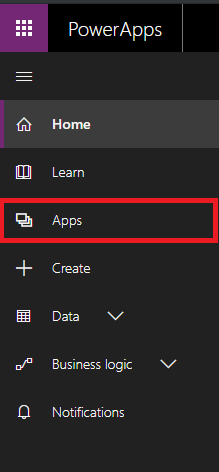 PowerApps
Home
Learn
Apps
Create
Data
Business logic
Notifications